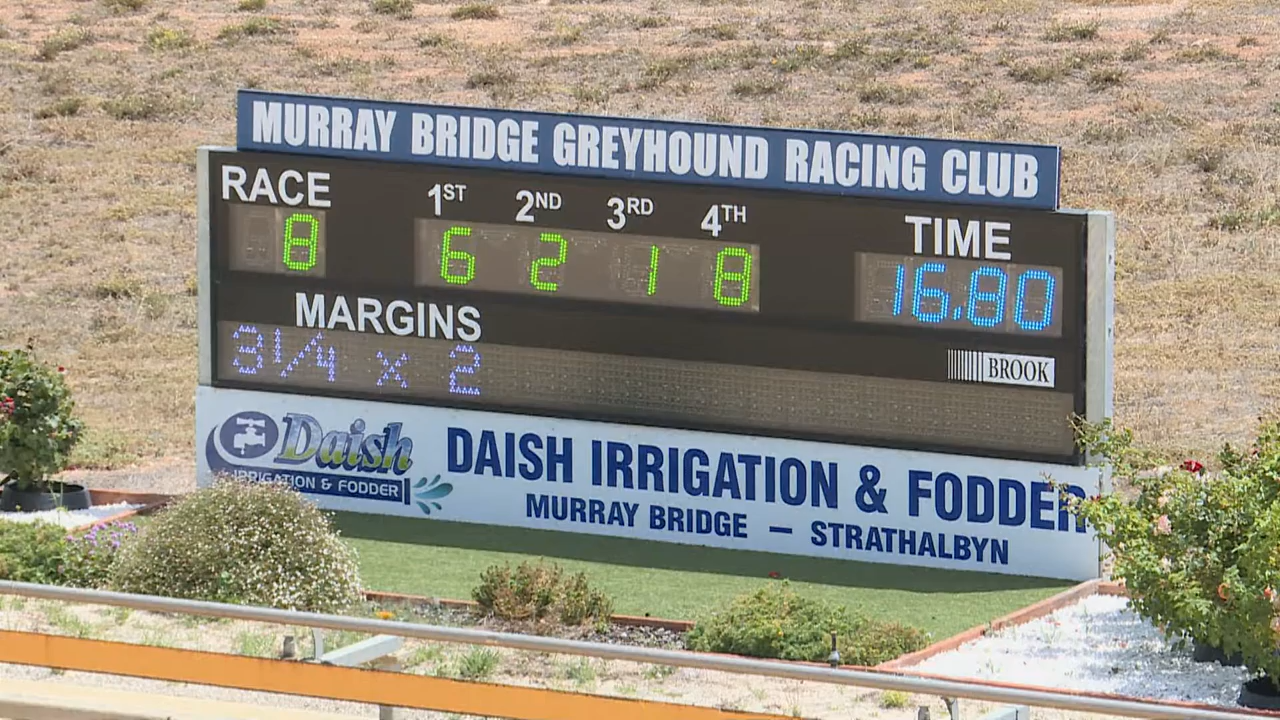 MURRAY BRIDGE GREYHOUND RACING CLUB
RACE 1ST 2ND 3RD 4TH TIME
8 6 2 1 8 16.80
MARGINS
3 1/4 x 2
BROOK
Daish
IRRIGATION & FODDER
DAISH IRRIGATION & FODDER
MURRAY BRIDGE — STRATHALBYN